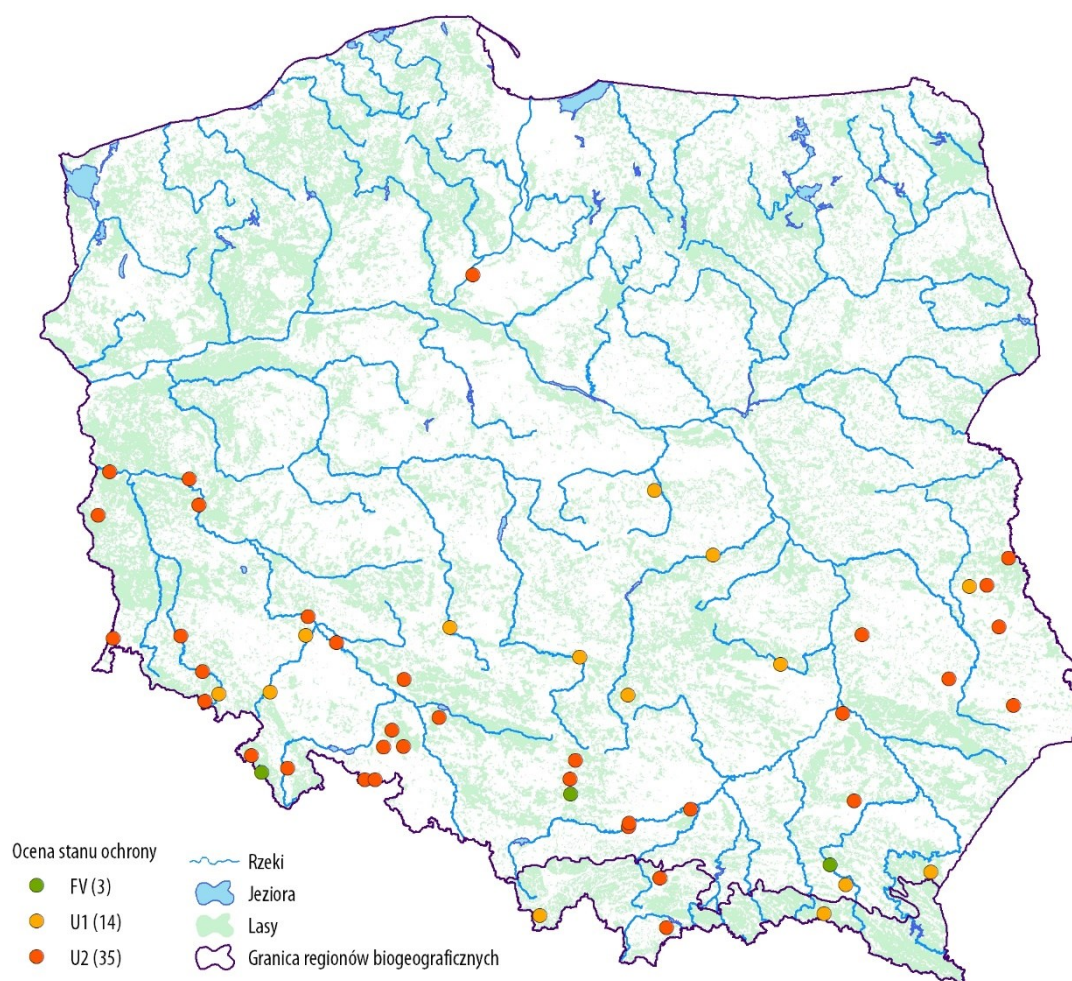 Ocena stanu ochrony
FV (3)
U1 (14)
U2 (35)
Rzeki
Jeziora
Lasy
Granica regionów biogeograficznych